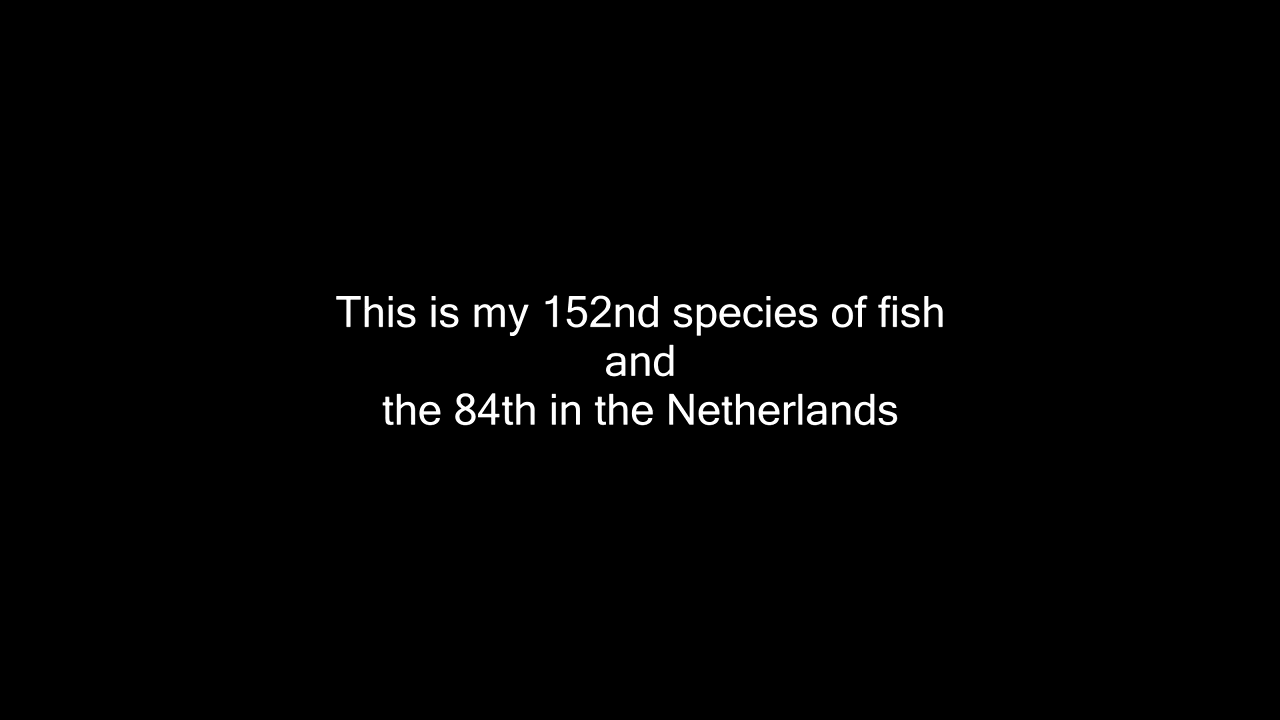 This is my 152nd species of fish
and
the 84th in the Netherlands